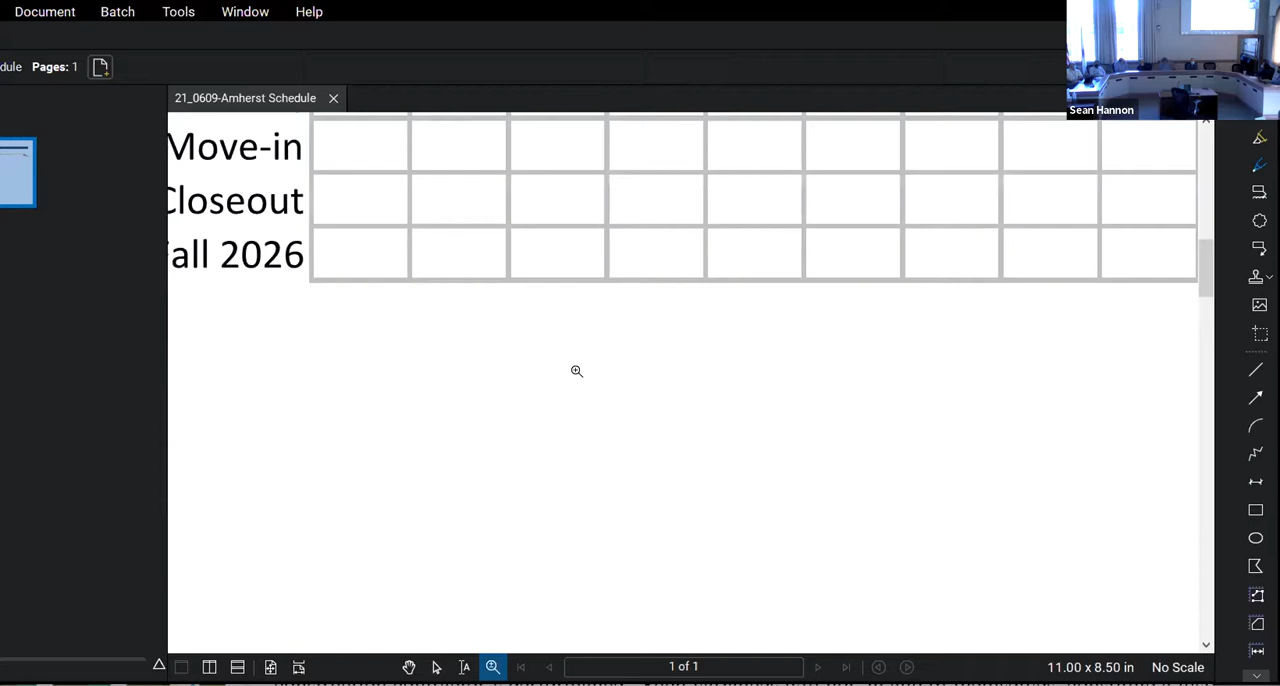 Document Batch Tools Window Help
dule Pages: 1
21_0609-Amherst Schedule
Sean Hannon
Move-in
Closeout
Fall 2026
1 of 1
11.00 x 8.50 in No Scale